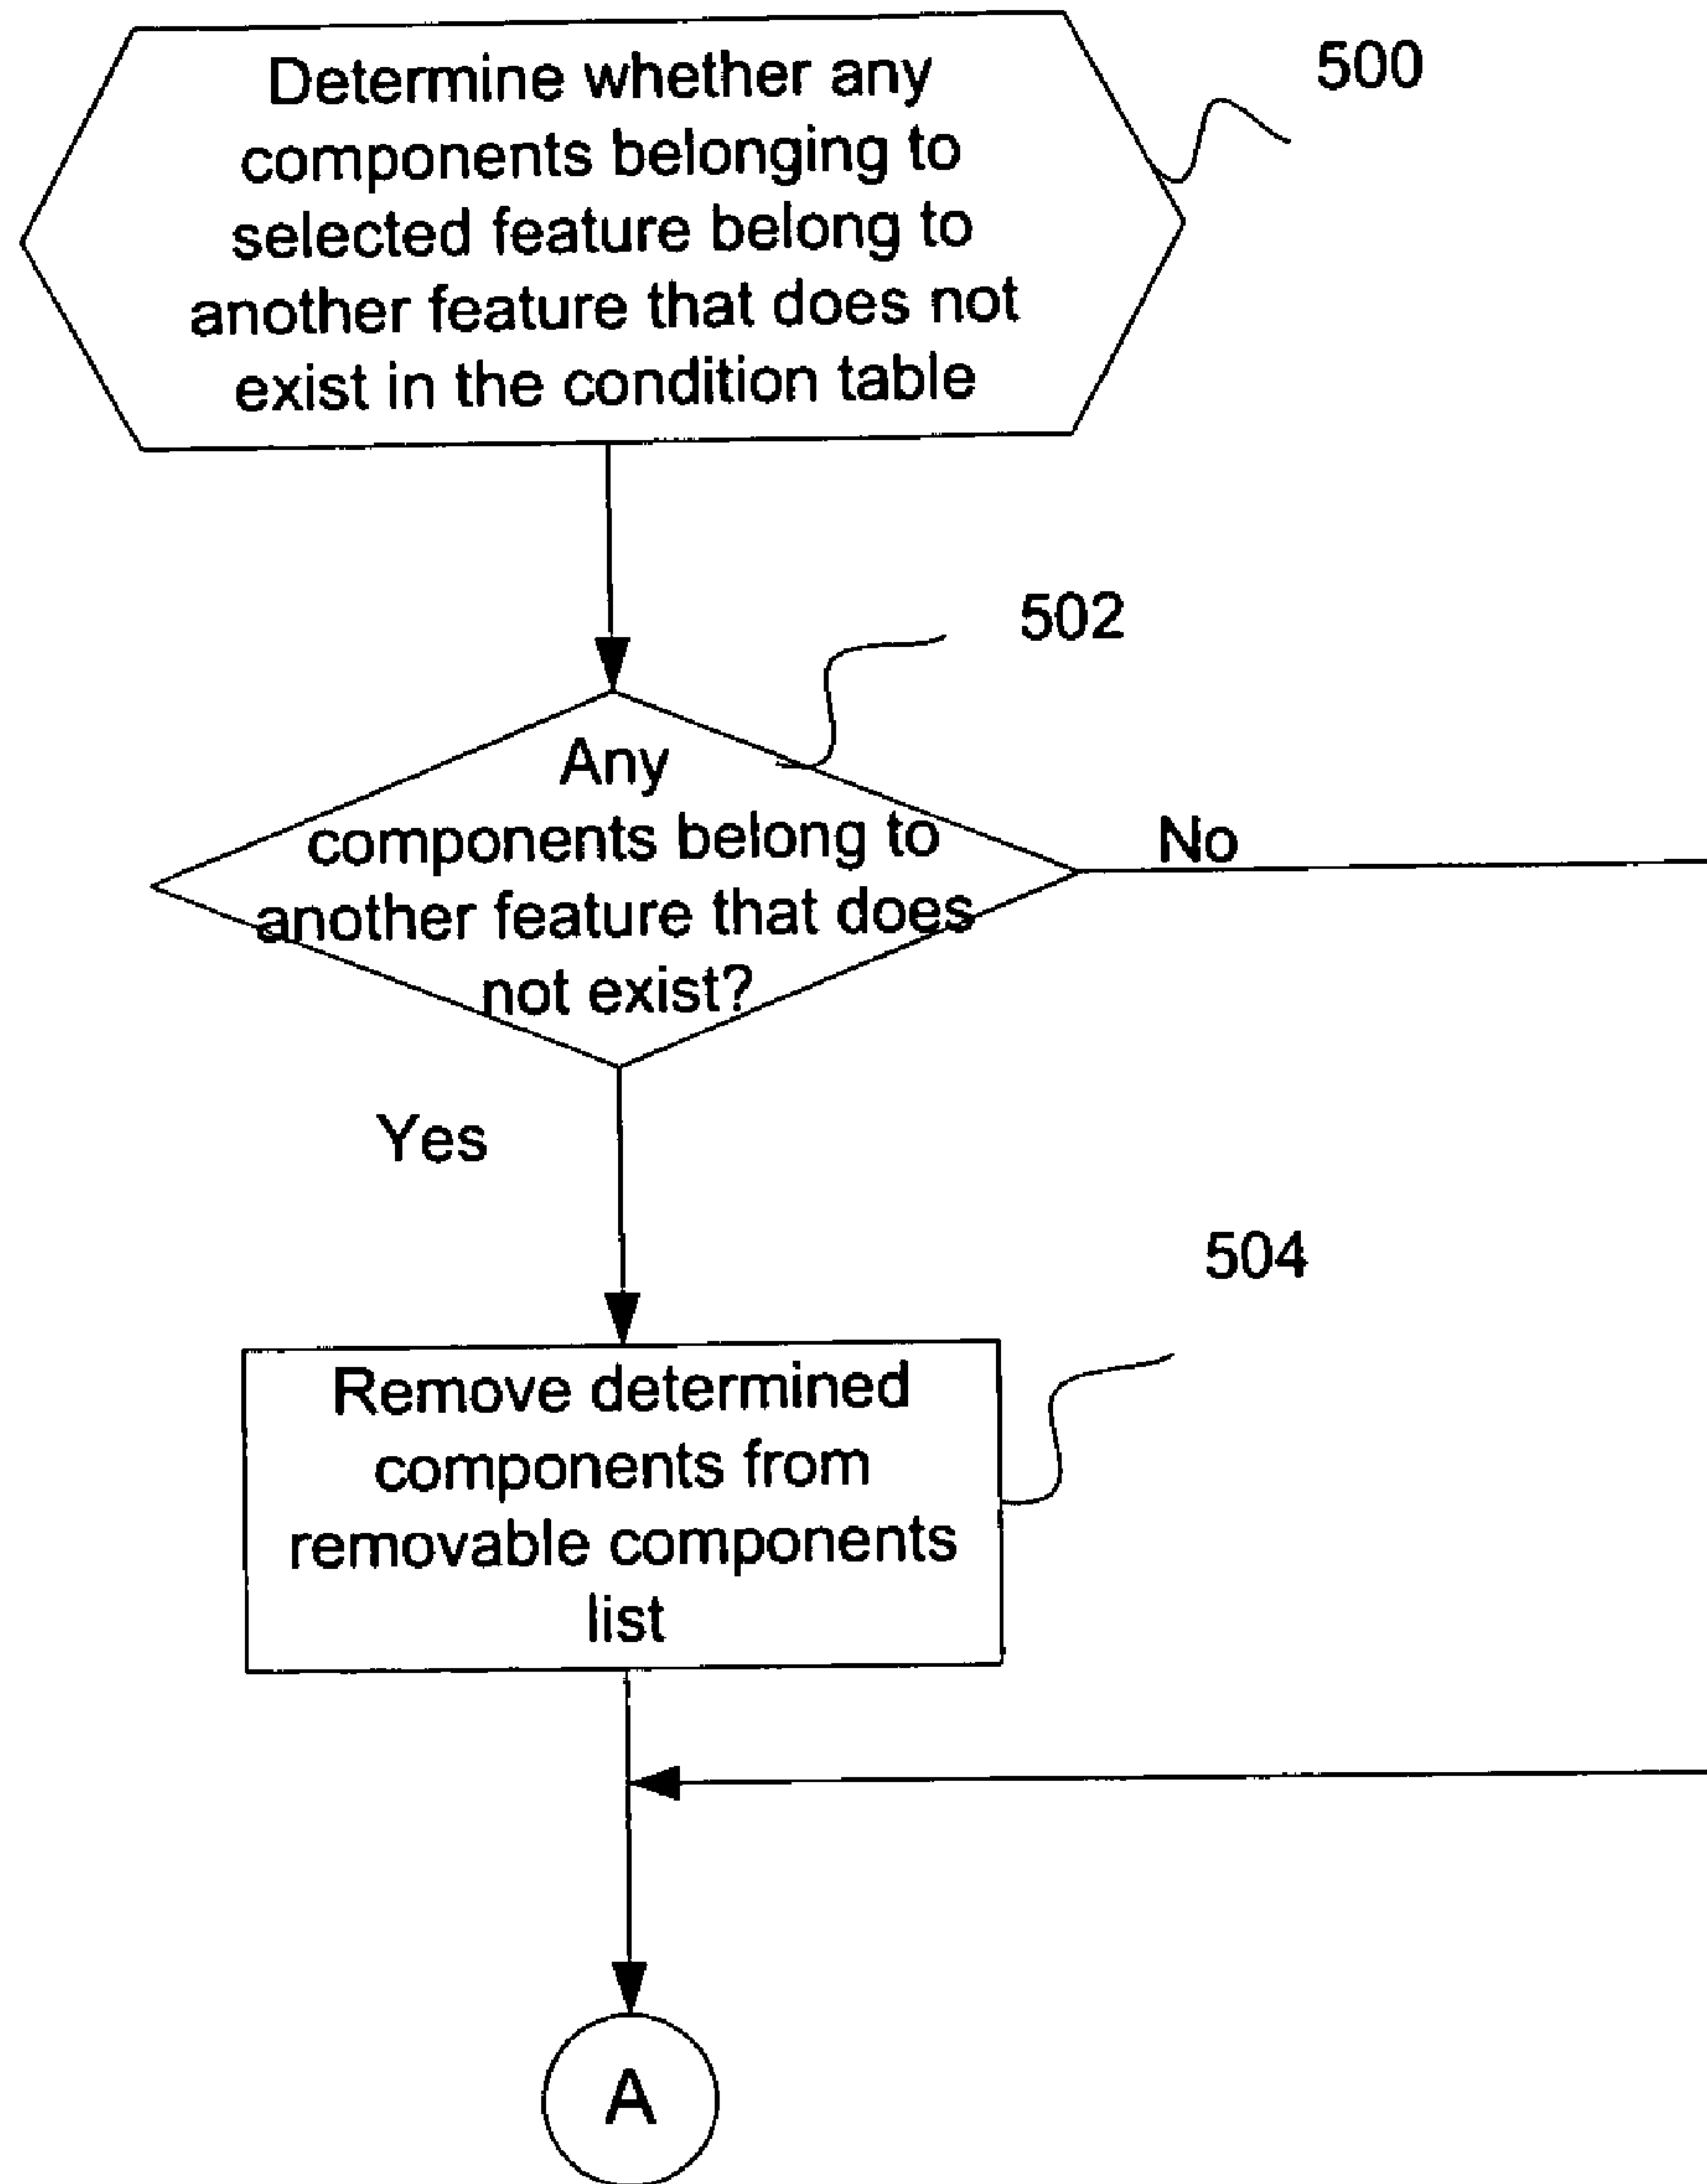 Determine whether any
components belonging to
selected feature belong to
another feature that does not
exist in the condition table
500
502
Any
components belong to
another feature that does
not exist?
No
Yes
504
Remove determined
components from
removable components
list
A